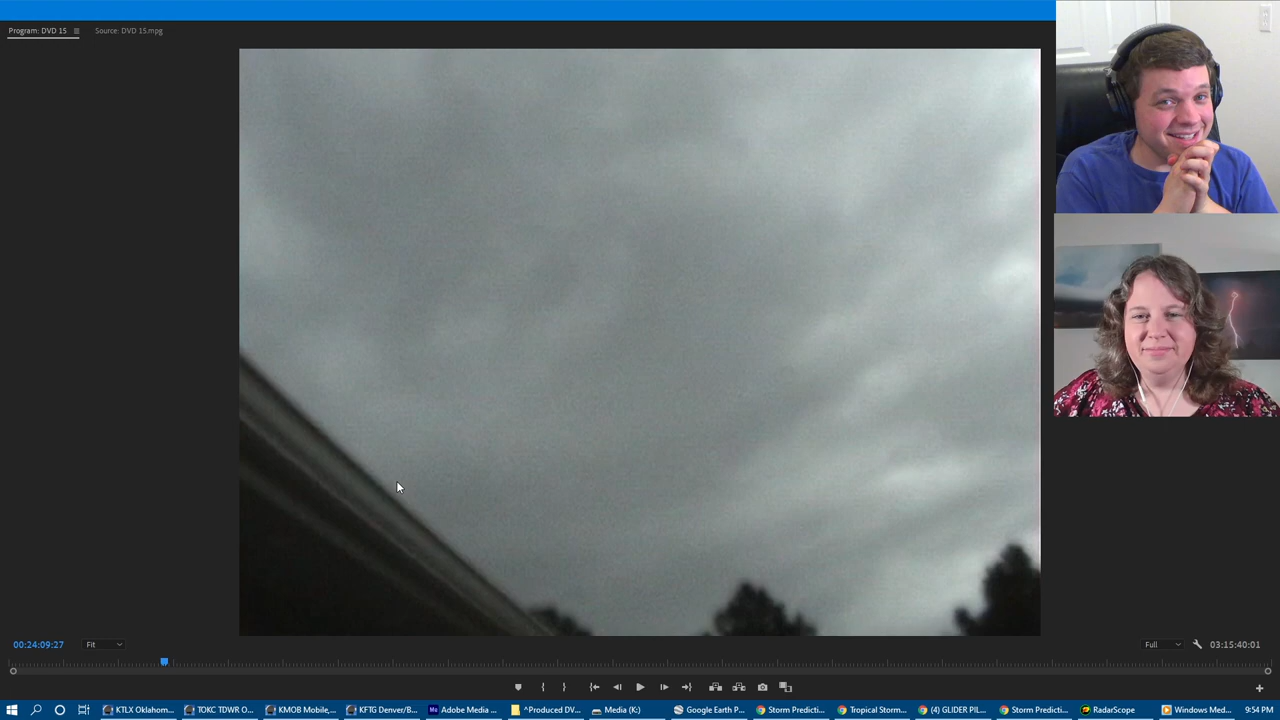 Program: DVD 15
Source: DVD 15.mpg
00:24:09:27
Fit
Full
03:15:40:01
KTLX Oklahom...
TOKC TDWR O...
KMOB Mobile,...
KFTG Denver/B...
Adobe Media ...
^Produced DV...
Media (K:)
Google Earth P...
Storm Predicti...
Tropical Storm...
(4) GLIDER PIL...
Storm Predicti...
RadarScope
Windows Med...
9:54 PM